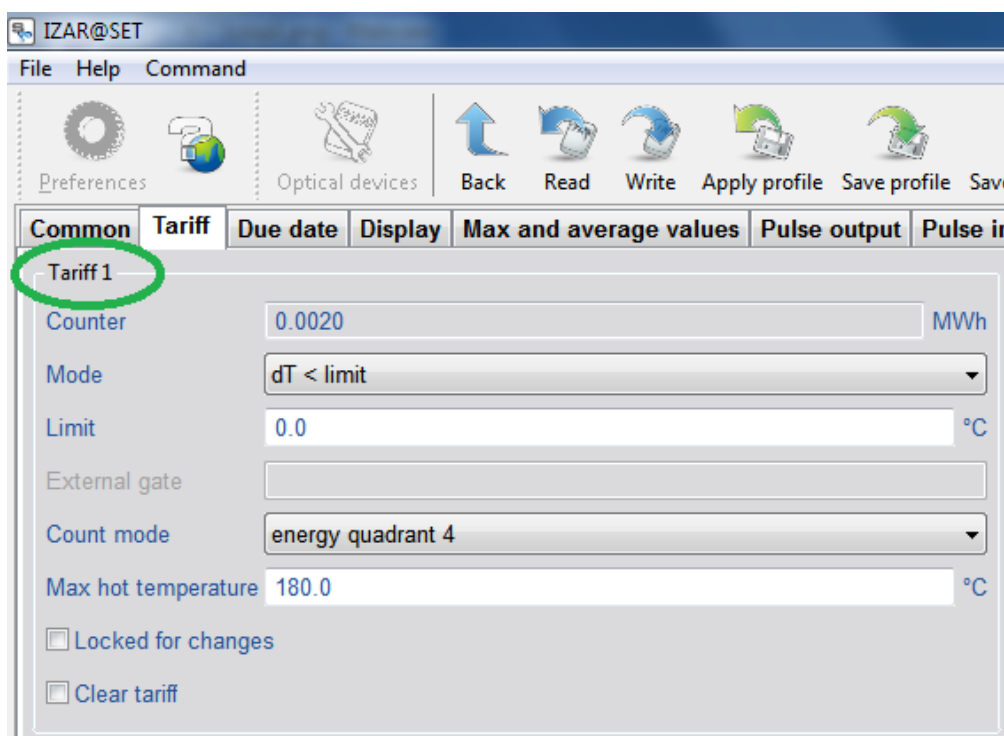 IZAR@SET
File Help Command
Preferences Optical devices Back Read Write Apply profile Save profile
Common Tariff Due date Display Max and average values Pulse output Pulse
Tariff 1
Counter 0.0020 MWh
Mode dT < limit
Limit 0.0 °C
External gate
Count mode energy quadrant 4
Max hot temperature 180.0 °C
Locked for changes
Clear tariff